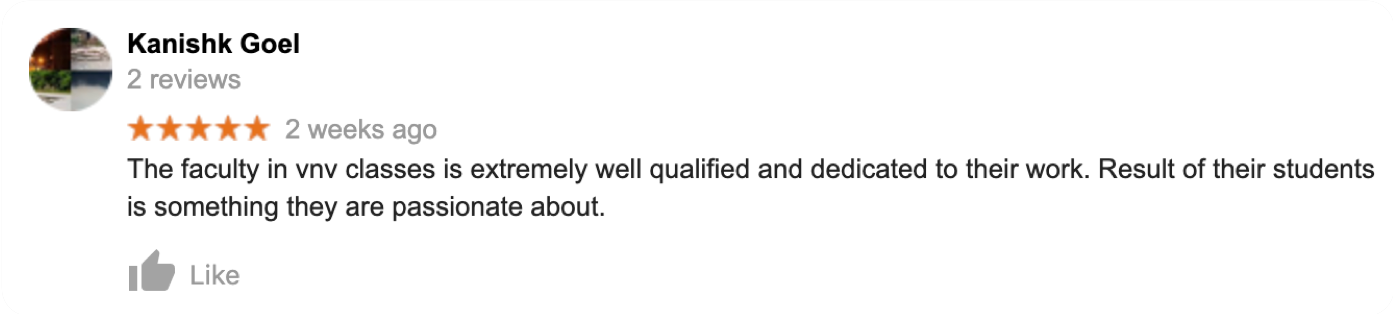 Kanishk Goel
2 reviews
2 weeks ago
The faculty in vnv classes is extremely well qualified and dedicated to their work. Result of their students
is something they are passionate about.
Like